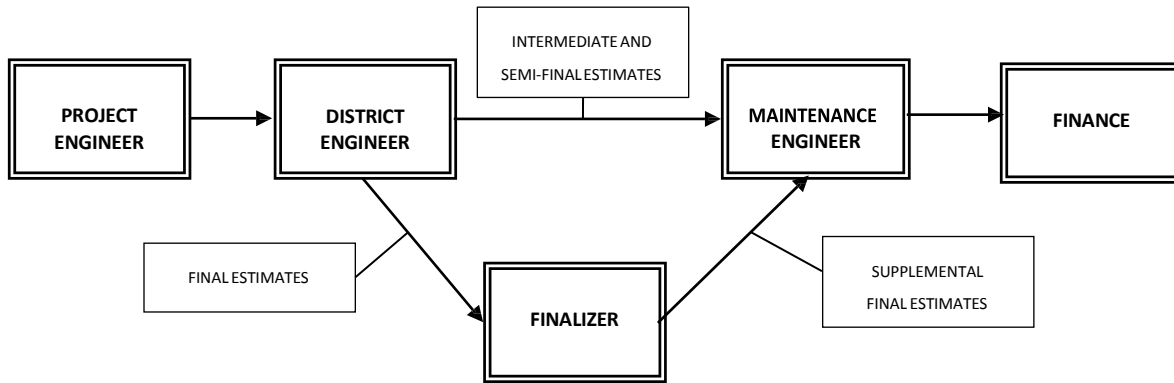 INTERMEDIATE AND
SEMI-FINAL ESTIMATES
PROJECT
ENGINEER
DISTRICT
ENGINEER
MAINTENANCE
ENGINEER
FINANCE
FINAL ESTIMATES
FINALIZER
SUPPLEMENTAL
FINAL ESTIMATES